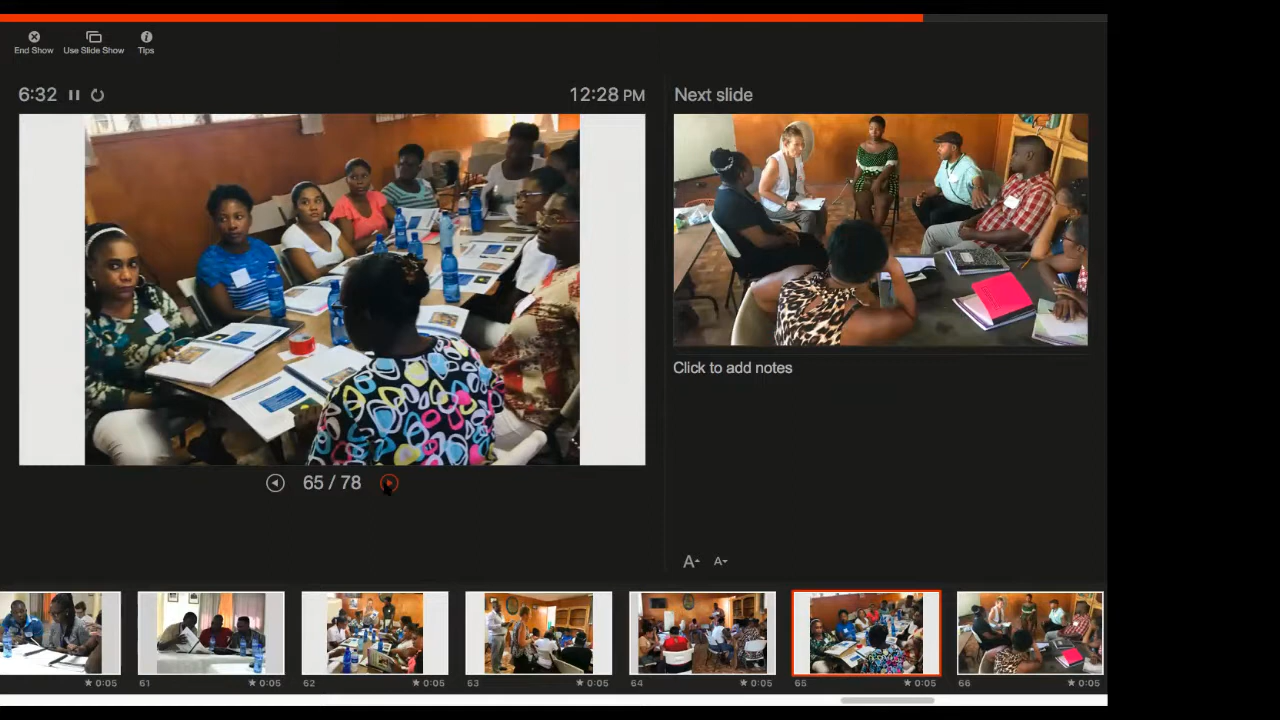 End Show
Use Slide Show
Tips
6:32
12:28 PM
Next slide
65 / 78
Click to add notes
A
A
0:05
61
0:05
62
0:05
63
0:05
64
0:05
65
0:05
66
0:05